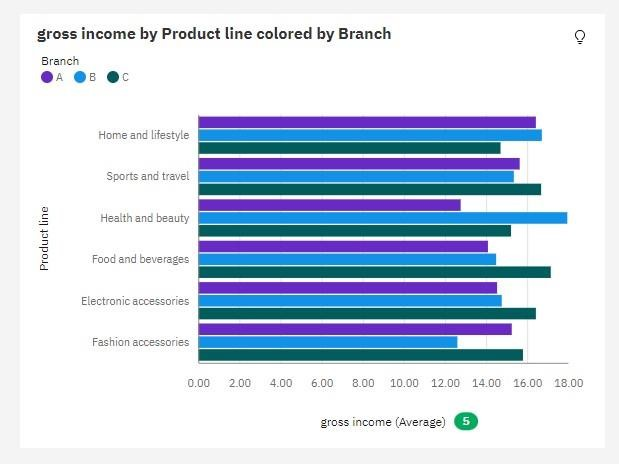 gross income by Product line colored by Branch
Branch
A B C
Product line
Home and lifestyle
Sports and travel
Health and beauty
Food and beverages
Electronic accessories
Fashion accessories
0.00 2.00 4.00 6.00 8.00 10.00 12.00 14.00 16.00 18.00
gross income (Average) 5